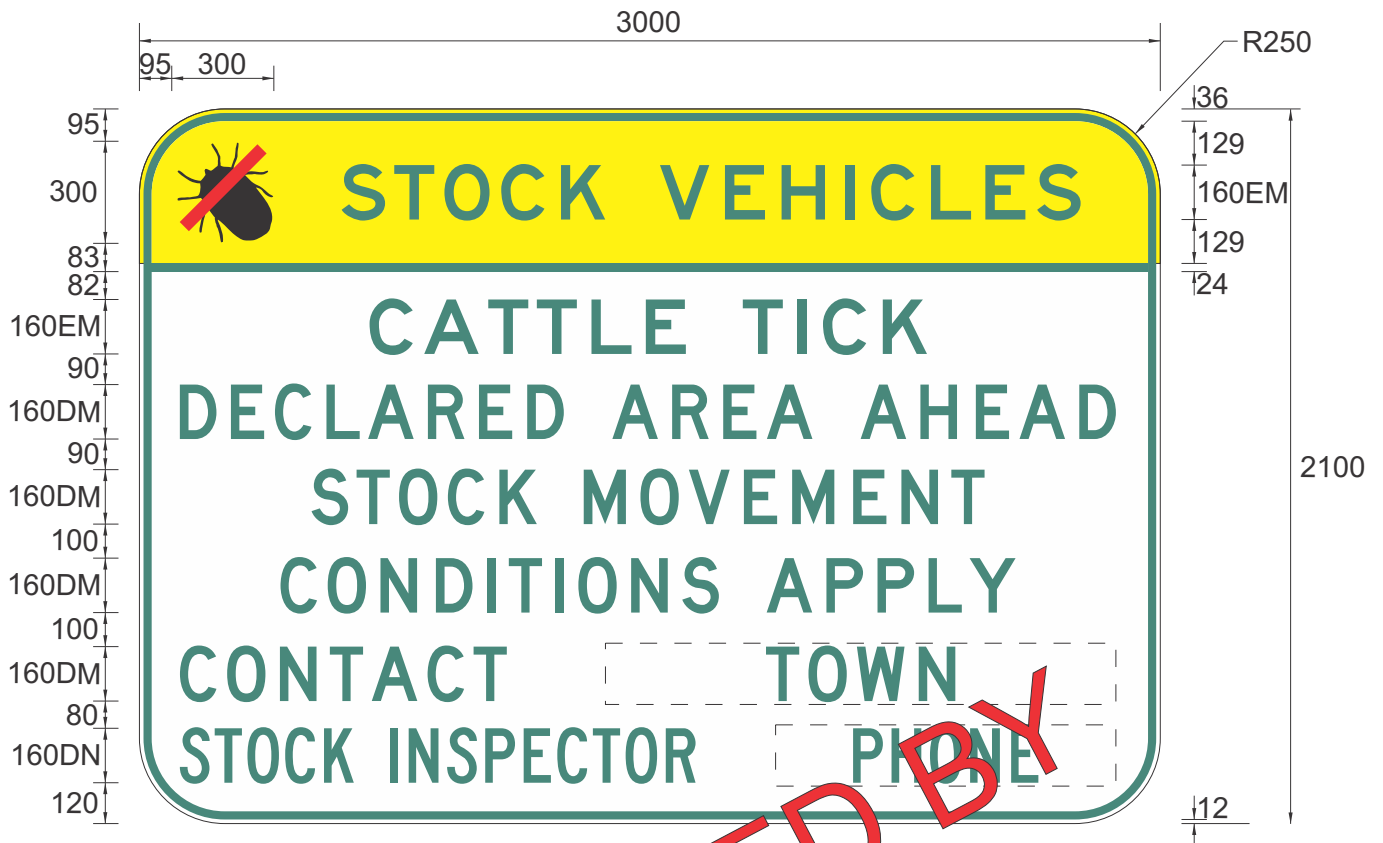 3000
95 300
R250
95
300
83
82
160EM
90
160DM
90
160DM
100
160DM
100
160DM
80
160DN
120
STOCK VEHICLES
CATTLE TICK
DECLARED AREA AHEAD
STOCK MOVEMENT
CONDITIONS APPLY
CONTACT TOWN
STOCK INSPECTOR PHONE
36
129
160EM
129
24
2100
12
BY